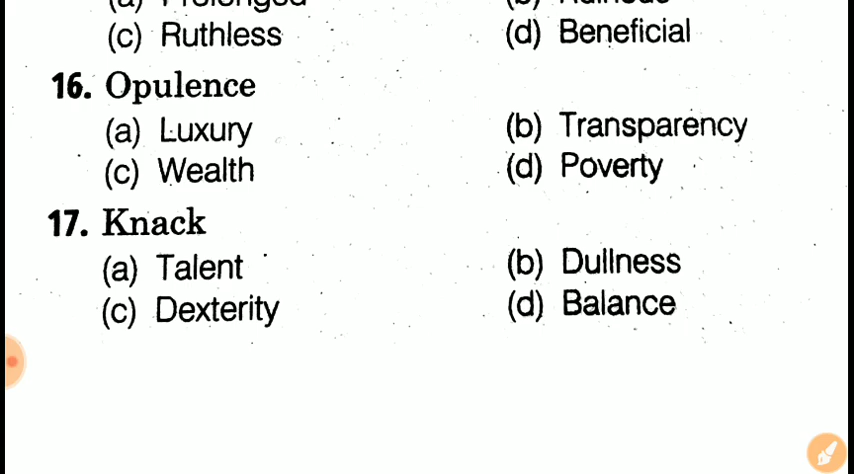 (c) Ruthless (d) Beneficial
16. Opulence
(a) Luxury (b) Transparency
(c) Wealth (d) Poverty
17. Knack
(a) Talent (b) Dullness
(c) Dexterity (d) Balance